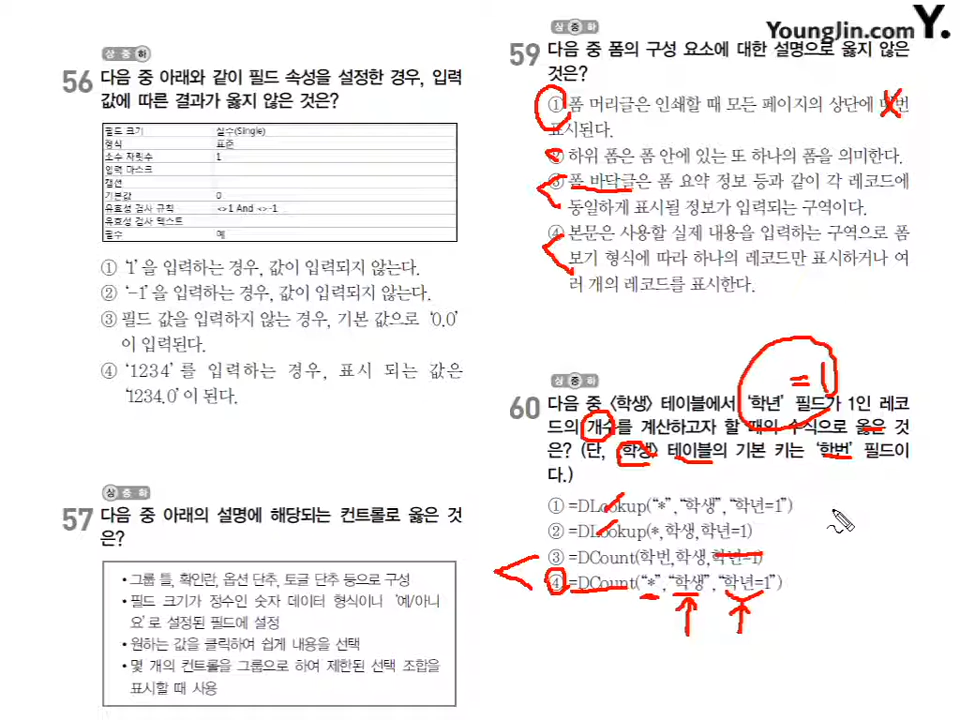 YoungJin.com Y.
상 중 하
56 다음 중 아래와 같이 필드 속성을 설정한 경우, 입력
값에 따른 결과가 옳지 않은 것은?
필드 크기 실수(Single)
형식 표준
소수 자릿수 1
입력 마스크
캡션
기본값 0
유효성 검사 규칙 <>1 And <>-1
유효성 검사 텍스트
필수 예
① ‘1’을 입력하는 경우, 값이 입력되지 않는다.
② ‘-1’을 입력하는 경우, 값이 입력되지 않는다.
③ 필드 값을 입력하지 않는 경우, 기본 값으로 ‘0.0’
이 입력된다.
④ ‘1234’를 입력하는 경우, 표시 되는 값은
‘1234.0’이 된다.
상 중 하
57 다음 중 아래의 설명에 해당되는 컨트롤로 옳은 것
은?
• 그룹 틀, 확인란, 옵션 단추, 토글 단추 등으로 구성
• 필드 크기가 정수인 숫자 데이터 형식이나 ‘예/아니
요’로 설정된 필드에 설정
• 원하는 값을 클릭하여 쉽게 내용을 선택
• 몇 개의 컨트롤을 그룹으로 하여 제한된 선택 조합을
표시할 때 사용
상 중 하
59 다음 중 폼의 구성 요소에 대한 설명으로 옳지 않은
것은?
① 폼 머리글은 인쇄할 때 모든 페이지의 상단에 매번
표시된다.
② 하위 폼은 폼 안에 있는 또 하나의 폼을 의미한다.
③ 폼 바닥글은 폼 요약 정보 등과 같이 각 레코드에
동일하게 표시될 정보가 입력되는 구역이다.
④ 본문은 사용할 실제 내용을 입력하는 구역으로 폼
보기 형식에 따라 하나의 레코드만 표시하거나 여
러 개의 레코드를 표시한다.
=1
상 중 하
60 다음 중 〈학생〉 테이블에서 ‘학년’ 필드가 1인 레코
드의 개수를 계산하고자 할 때의 수식으로 옳은 것
은? (단, 〈학생〉 테이블의 기본 키는 ‘학번’ 필드이
다.)
① =DLookup(“*”,“학생”,“학년=1”)
② =DLookup(*,학생,학년=1)
③ =DCount(학번,학생,학년=1)
④ =DCount(“*”,“학생”,“학년=1”)